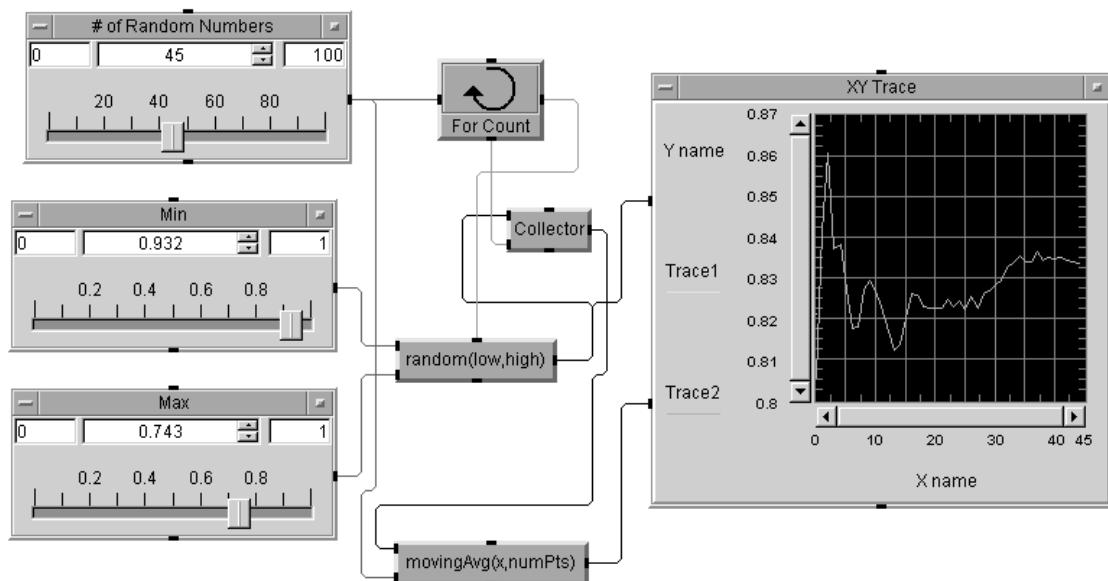 # of Random Numbers
0 45 100
20 40 60 80
For Count
Min
0 0.932 1
0.2 0.4 0.6 0.8
Collector
random(low,high)
Max
0 0.743 1
0.2 0.4 0.6 0.8
movingAvg(x,numPts)
XY Trace
Y name
Trace1
Trace2
0.87
0.86
0.85
0.84
0.83
0.82
0.81
0.8
0 10 20 30 40 45
X name